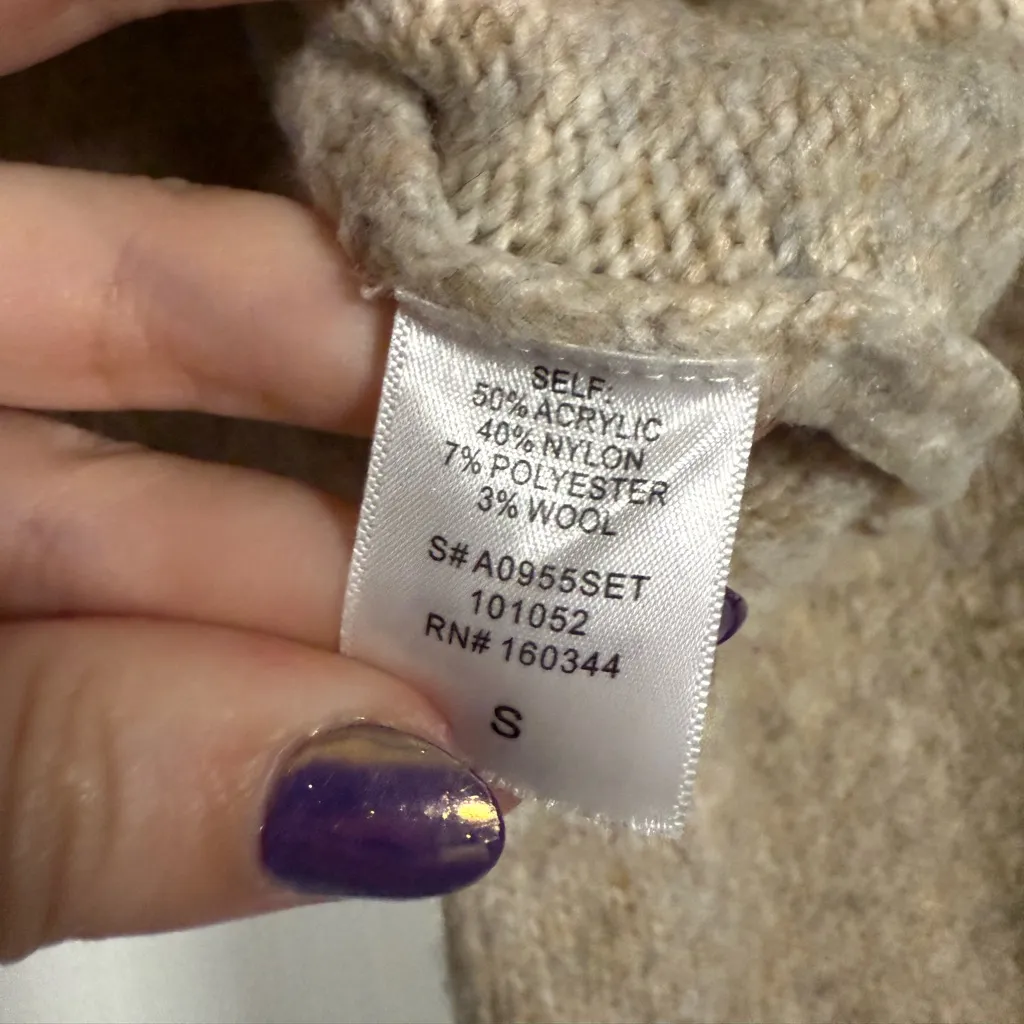 SELF:
50% ACRYLIC
40% NYLON
7% POLYESTER
3% WOOL
S# A0955SET
101052
RN# 160344
S